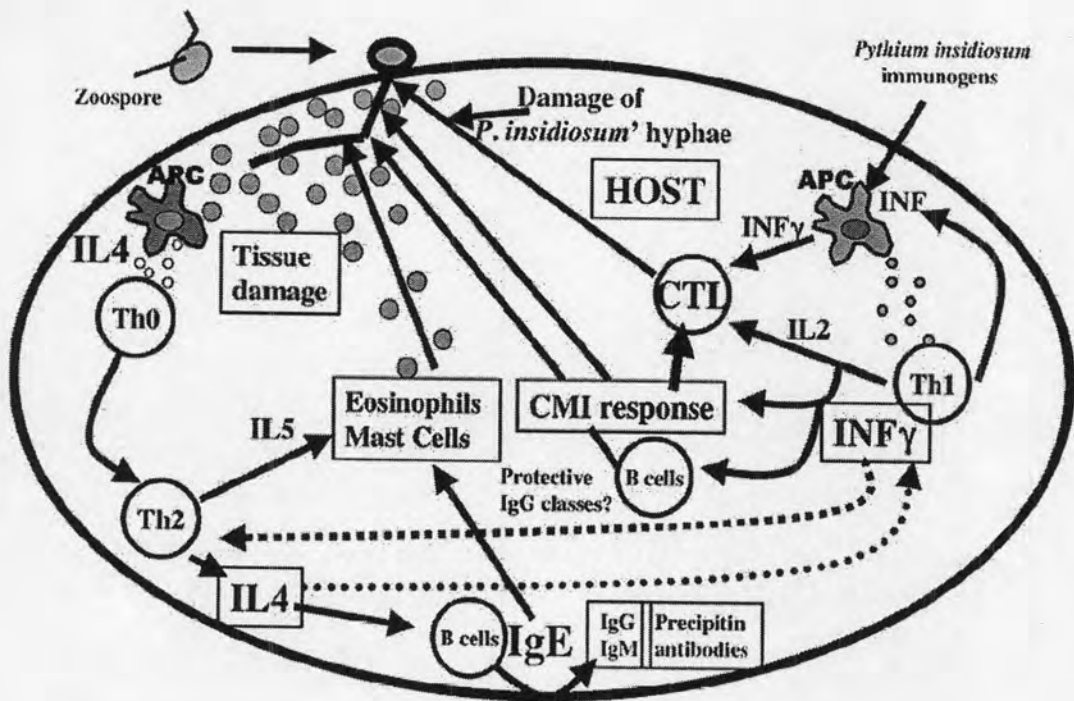 Zoospore
Pythium insidiosum
immunogens
Damage of
P. insidiosum' hyphae
HOST
APC
APC
INF
INFγ
IL4
Tissue
damage
CTL
Th0
IL2
Th1
Eosinophils
Mast Cells
CMI response
INFγ
IL5
Protective
IgG classes?
B cells
Th2
IL4
B cells
IgE
IgG
IgM
Precipitin
antibodies